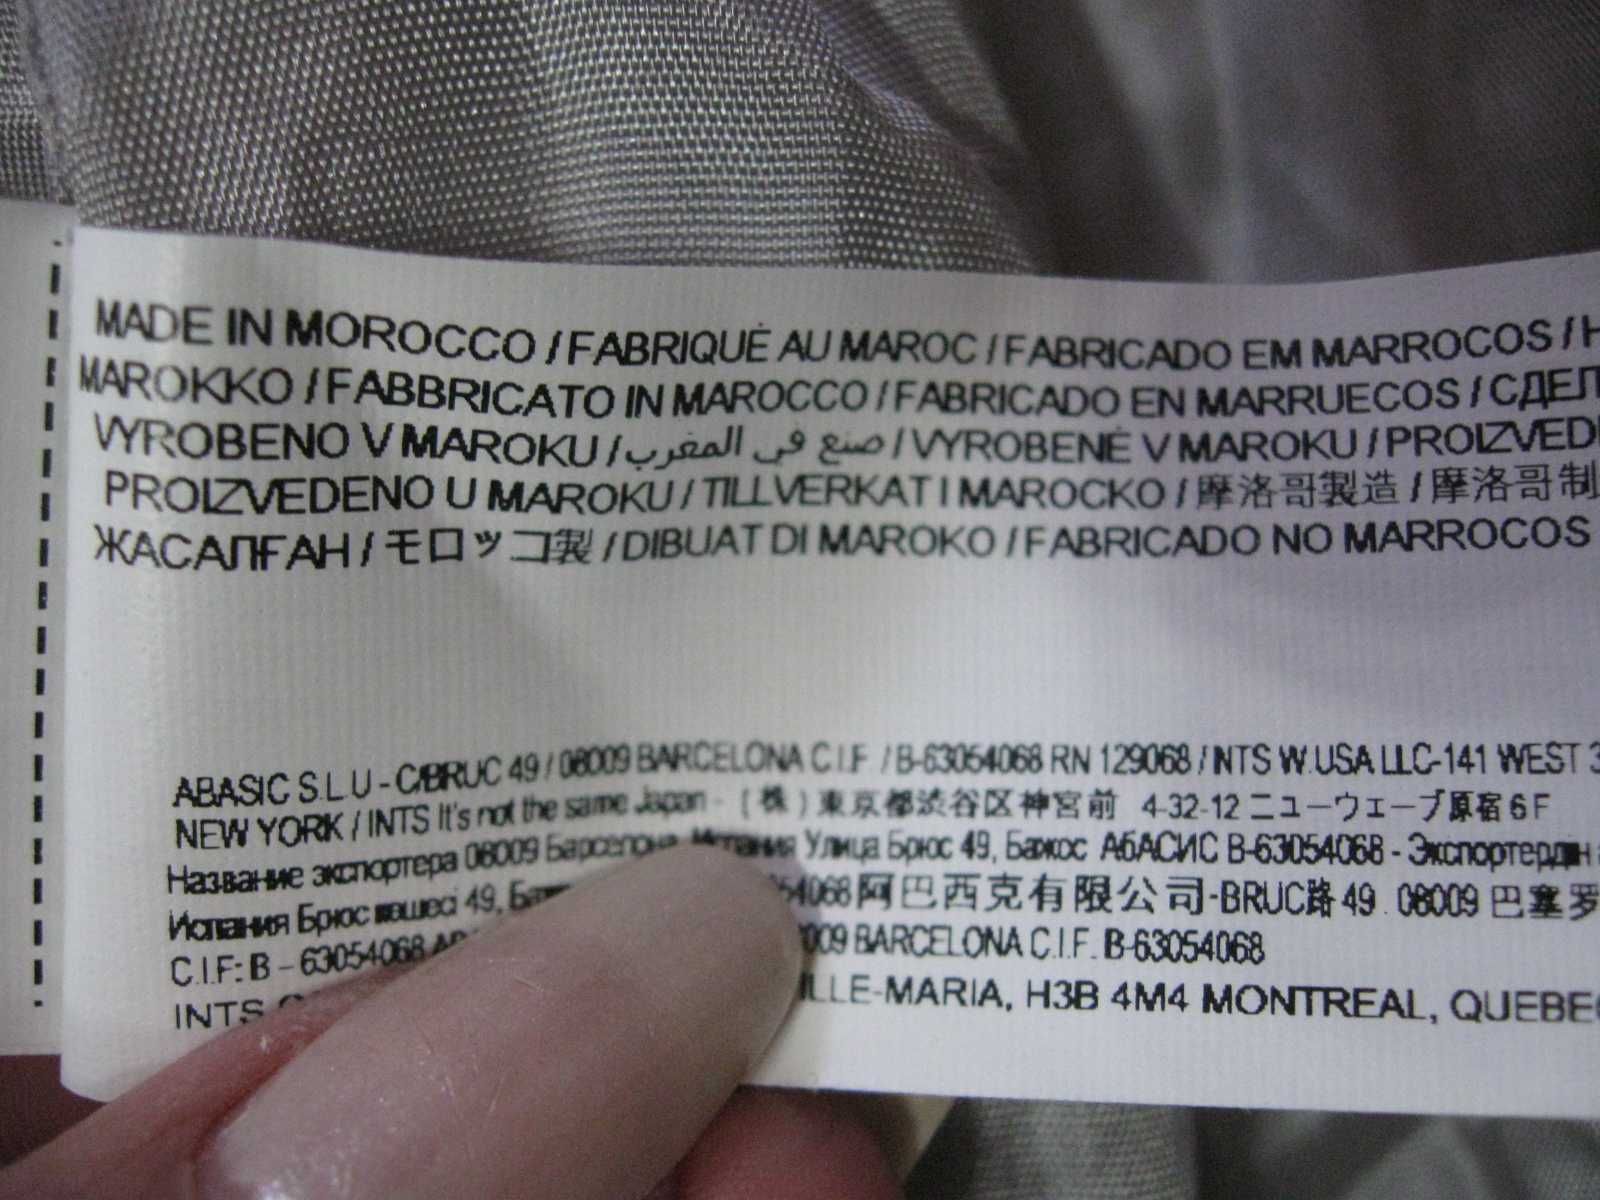 MADE IN MOROCCO / FABRIQUÉ AU MAROC / FABRICADO EM MARROCOS / H
MAROKKO / FABBRICATO IN MAROCCO / FABRICADO EN MARRUECOS / СДЕЛ
VYROBENO V MAROKU / صنع في المغرب / VYROBENÉ V MAROKU / PROIZVED
PROIZVEDENO U MAROKU / TILLVERKAT I MAROCKO / 摩洛哥製造 / 摩洛哥制
ЖАСАЛҒАН / モロッコ製 / DIBUAT DI MAROKO / FABRICADO NO MARROCOS
ABASIC S.L.U - C/BRUC 49 / 08009 BARCELONA C.I.F. / B-63054068 RN 129068 / INTS W.USA LLC-141 WEST 3
NEW YORK / INTS It's not the same Japan - (株) 東京都渋谷区神宮前 4-32-12 ニューウェーブ原宿 6 F
Название экспортера 08009 Барселона, Испания Улица Брюс 49, Бажос АбАСИС B-63054068 - Экспортердің
Испания Брюс көшесі 49, 54068 阿巴西克有限公司-BRUC路 49 . 08009 巴塞罗
C.I.F: B - 63054068 009 BARCELONA C.I.F. B-63054068
INTS LLE-MARIA, H3B 4M4 MONTREAL, QUEBEC